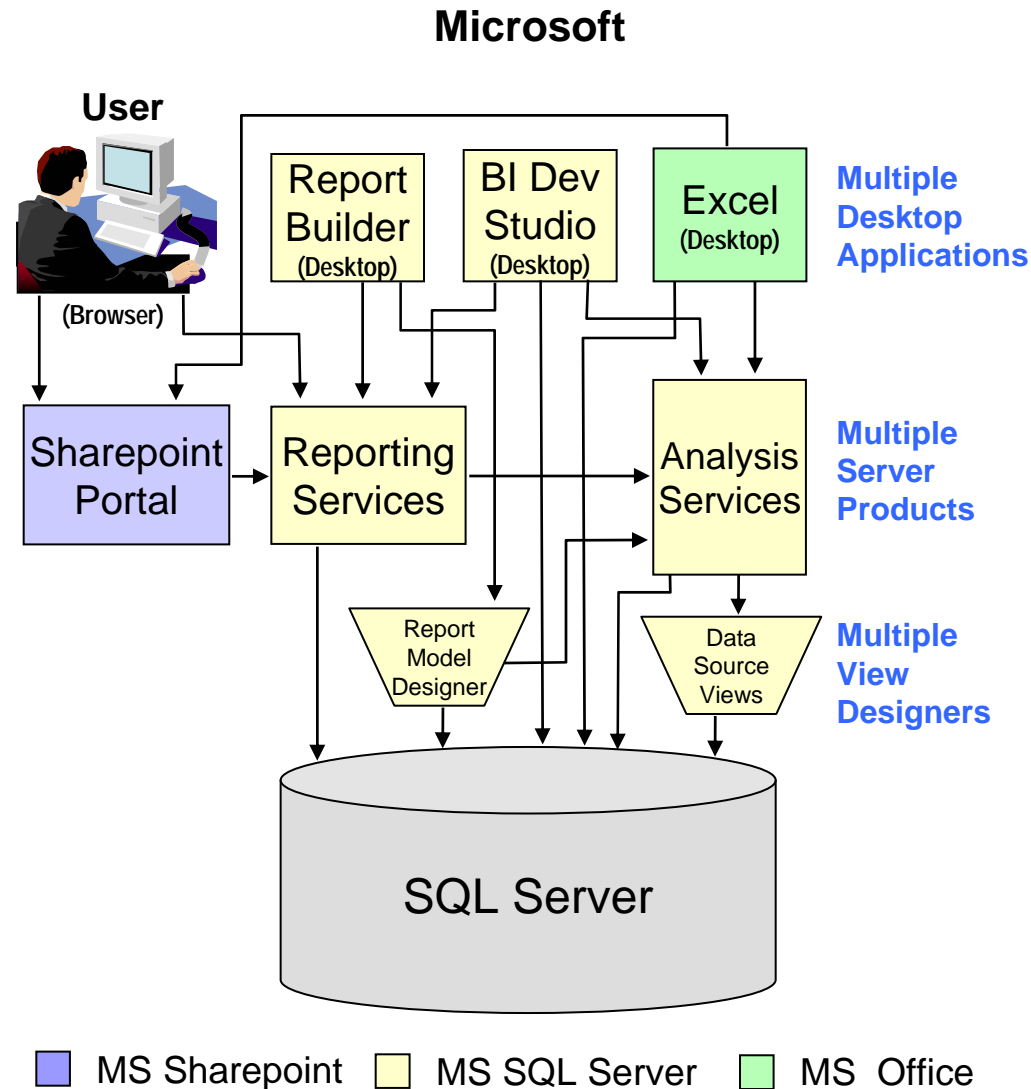 Microsoft
User
(Browser)
Report
Builder
(Desktop)
BI Dev
Studio
(Desktop)
Excel
(Desktop)
Multiple
Desktop
Applications
Sharepoint
Portal
Reporting
Services
Analysis
Services
Multiple
Server
Products
Report
Model
Designer
Data
Source
Views
Multiple
View
Designers
SQL Server
MS Sharepoint
MS SQL Server
MS Office